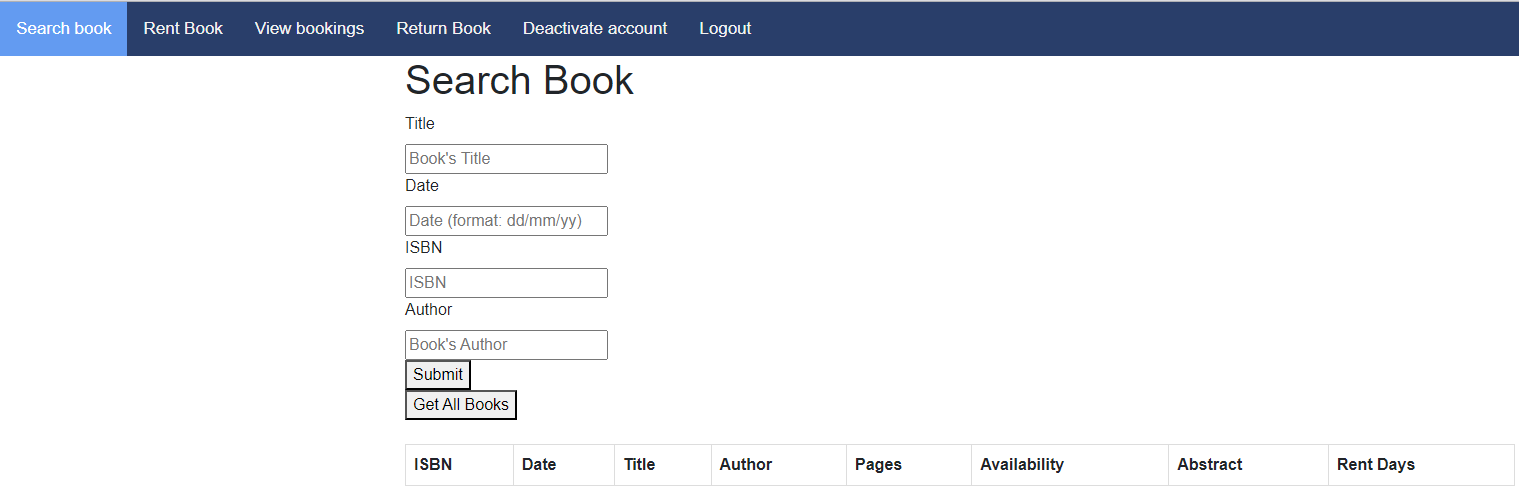 Search book Rent Book View bookings Return Book Deactivate account Logout
Search Book
Title
Book's Title
Date
Date (format: dd/mm/yy)
ISBN
ISBN
Author
Book's Author
Submit
Get All Books
ISBN Date Title Author Pages Availability Abstract Rent Days